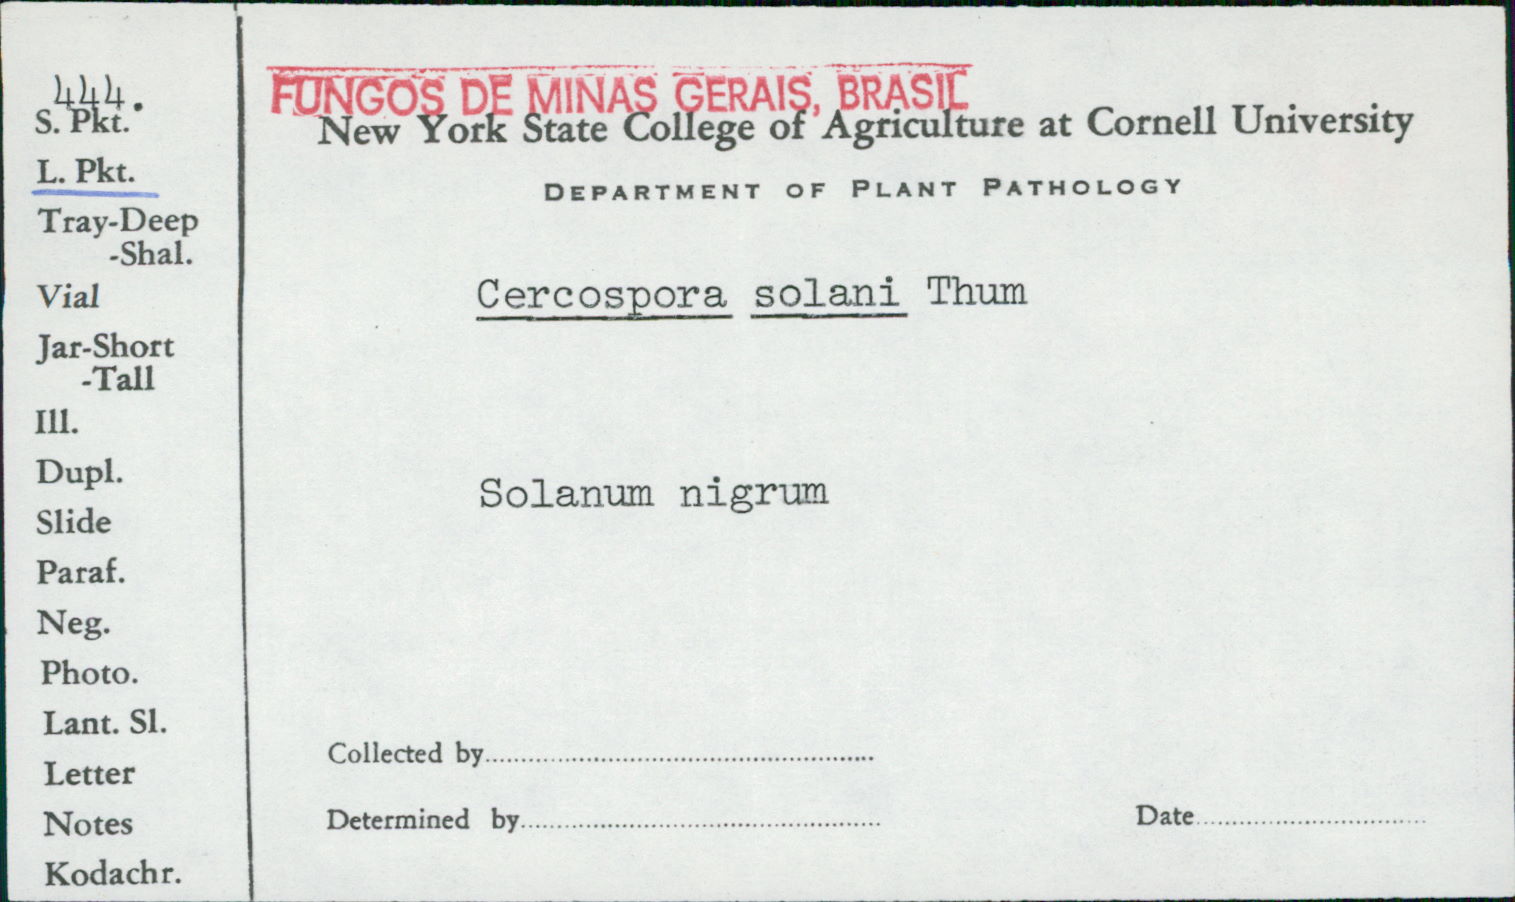 444.
S. Pkt.
L. Pkt.
Tray-Deep
-Shal.
Vial
Jar-Short
-Tall
Ill.
Dupl.
Slide
Paraf.
Neg.
Photo.
Lant. Sl.
Letter
Notes
Kodachr.
FUNGOS DE MINAS GERAIS, BRASIL
New York State College of Agriculture at Cornell University
DEPARTMENT OF PLANT PATHOLOGY
Cercospora solani Thum
Solanum nigrum
Collected by
Determined by
Date